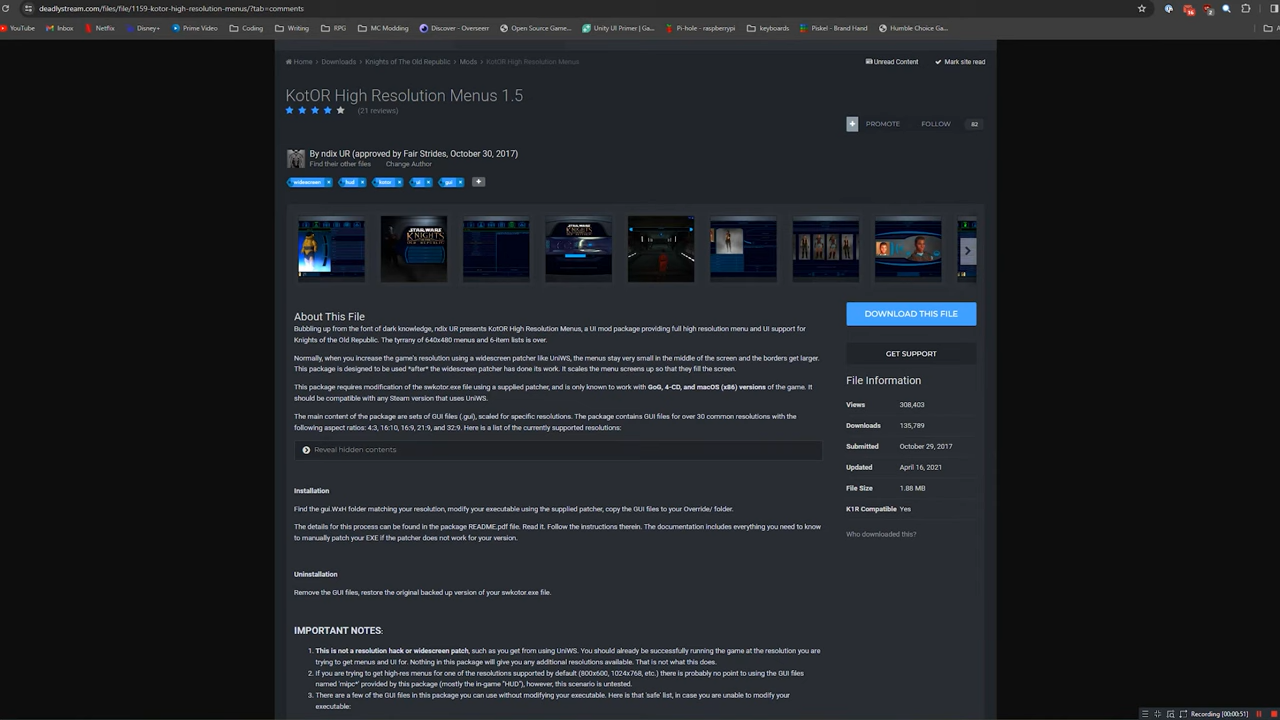 deadlystream.com/files/file/1159-kotor-high-resolution-menus/?tab=comments
YouTube Inbox Netflix Disney+ Prime Video Coding Writing RPG MC Modding Discover - Overseerr Open Source Game... Unity UI Primer | Ga... Pi-hole - raspberrypi keyboards Piskel - Brand Hand Humble Choice Ga...
Home Downloads Knights of The Old Republic Mods KotOR High Resolution Menus
Unread Content Mark site read
KotOR High Resolution Menus 1.5
(21 reviews)
PROMOTE FOLLOW 82
By ndix UR (approved by Fair Strides, October 30, 2017)
Find their other files Change Author
widescreen × hud × kotor × ui × gui ×
STAR WARS KNIGHTS OLD REPUBLIC
STAR WARS KNIGHTS
About This File
DOWNLOAD THIS FILE
Bubbling up from the font of dark knowledge, ndix UR presents KotOR High Resolution Menus, a UI mod package providing full high resolution menu and UI support for
Knights of the Old Republic. The tyrrany of 640x480 menus and 6-item lists is over.
GET SUPPORT
Normally, when you increase the game's resolution using a widescreen patcher like UniWS, the menus stay very small in the middle of the screen and the borders get larger.
This package is designed to be used *after* the widescreen patcher has done its work. It scales the menu screens up so that they fill the screen.
This package requires modification of the swkotor.exe file using a supplied patcher, and is only known to work with GoG, 4-CD, and macOS (x86) versions of the game. It
should be compatible with any Steam version that uses UniWS.
The main content of the package are sets of GUI files (.gui), scaled for specific resolutions. The package contains GUI files for over 30 common resolutions with the
following aspect ratios: 4:3, 16:10, 16:9, 21:9, and 32:9. Here is a list of the currently supported resolutions:
Reveal hidden contents
File Information
Views 308,403
Downloads 135,789
Submitted October 29, 2017
Updated April 16, 2021
File Size 1.88 MB
K1R Compatible Yes
Who downloaded this?
Installation
Find the gui.WxH folder matching your resolution, modify your executable using the supplied patcher, copy the GUI files to your Override/ folder.
The details for this process can be found in the package README.pdf file. Read it. Follow the instructions therein. The documentation includes everything you need to know
to manually patch your EXE if the patcher does not work for your version.
Uninstallation
Remove the GUI files, restore the original backed up version of your swkotor.exe file.
IMPORTANT NOTES:
1. This is not a resolution hack or widescreen patch, such as you get from using UniWS. You should already be successfully running the game at the resolution you are
trying to get menus and UI for. Nothing in this package will give you any additional resolutions available. That is not what this does.
2. If you are trying to get high-res menus for one of the resolutions supported by default (800x600, 1024x768, etc.) there is probably no point to using the GUI files
named 'mipc*' provided by this package (mostly the in-game "HUD"), however, this scenario is untested.
3. There are a few of the GUI files in this package you can use without modifying your executable. Here is that 'safe' list, in case you are unable to modify your
executable:
Recording [00:00:51]